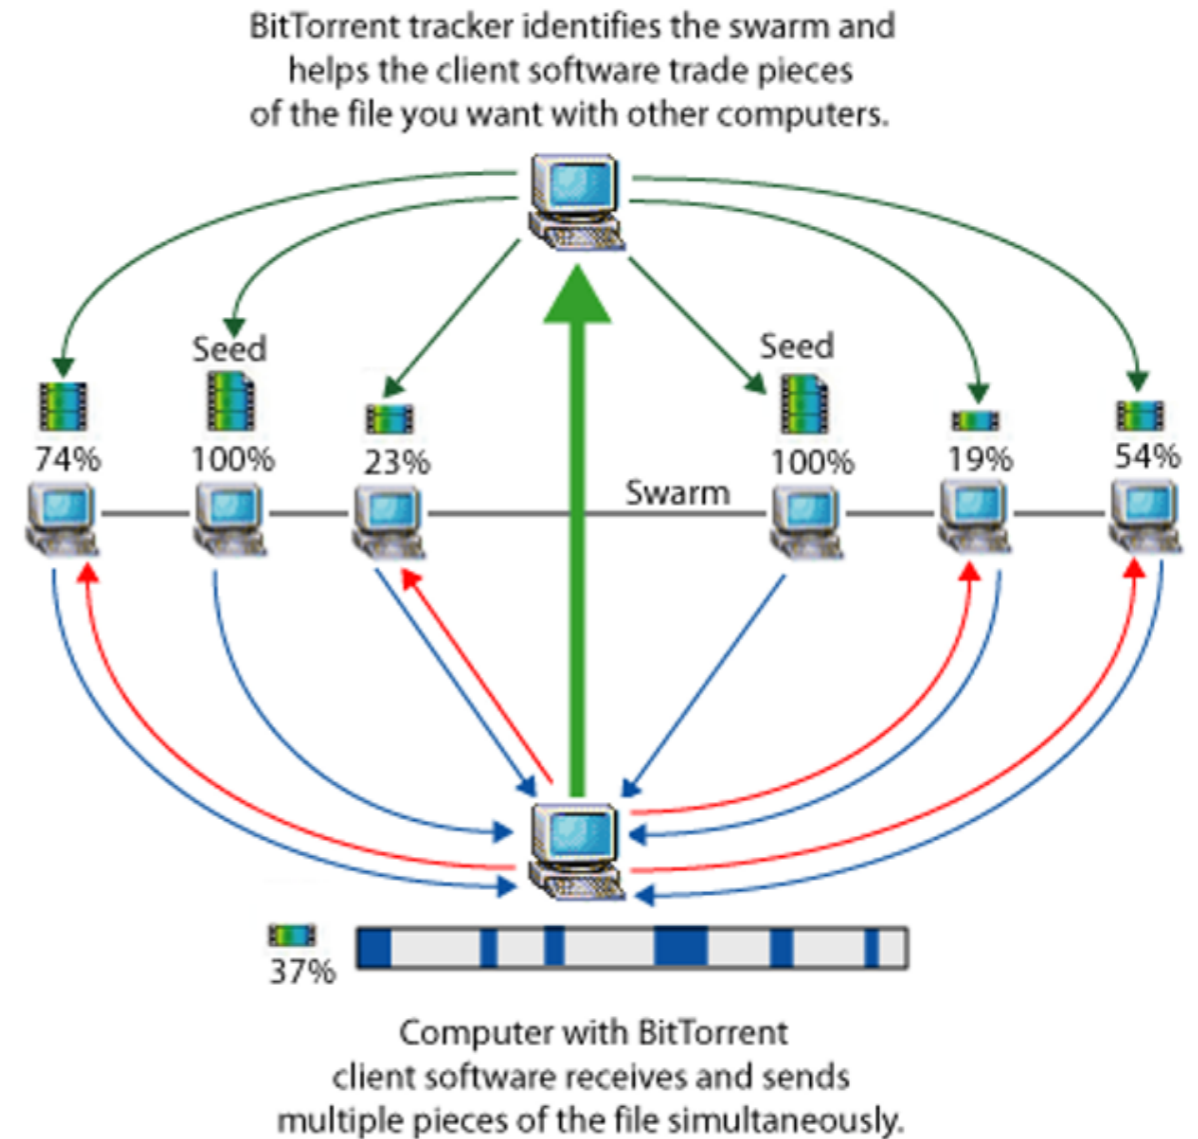 BitTorrent tracker identifies the swarm and
helps the client software trade pieces
of the file you want with other computers.
Seed
Seed
74%
100%
23%
100%
19%
54%
Swarm
37%
Computer with BitTorrent
client software receives and sends
multiple pieces of the file simultaneously.